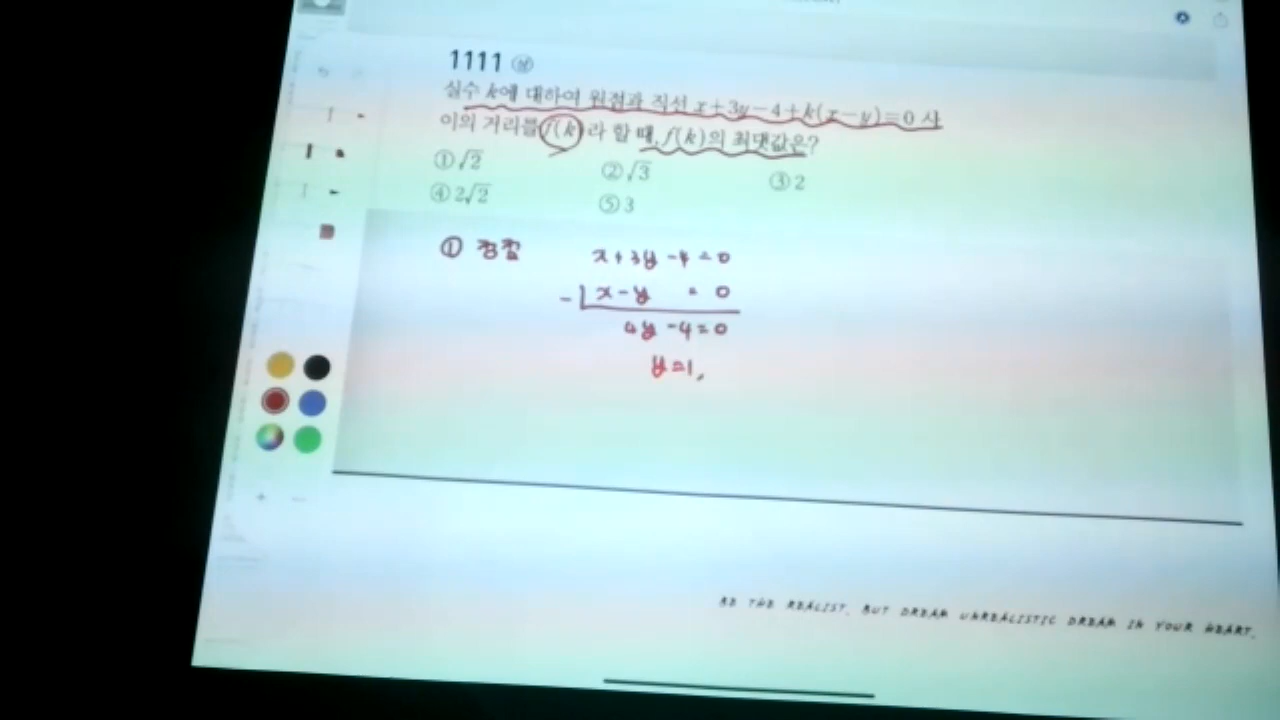 1111 상
실수 k에 대하여 원점과 직선 x+3y-4+k(x-y)=0 사
이의 거리를 f(k)라 할 때, f(k)의 최댓값은?
① √2 ② √3 ③ 2
④ 2√2 ⑤ 3
① 정점 x+3y-4=0
-) x-y = 0
4y-4=0
y=1,
BE THE REALIST, BUT DREAM UNREALISTIC DREAM IN YOUR HEART.